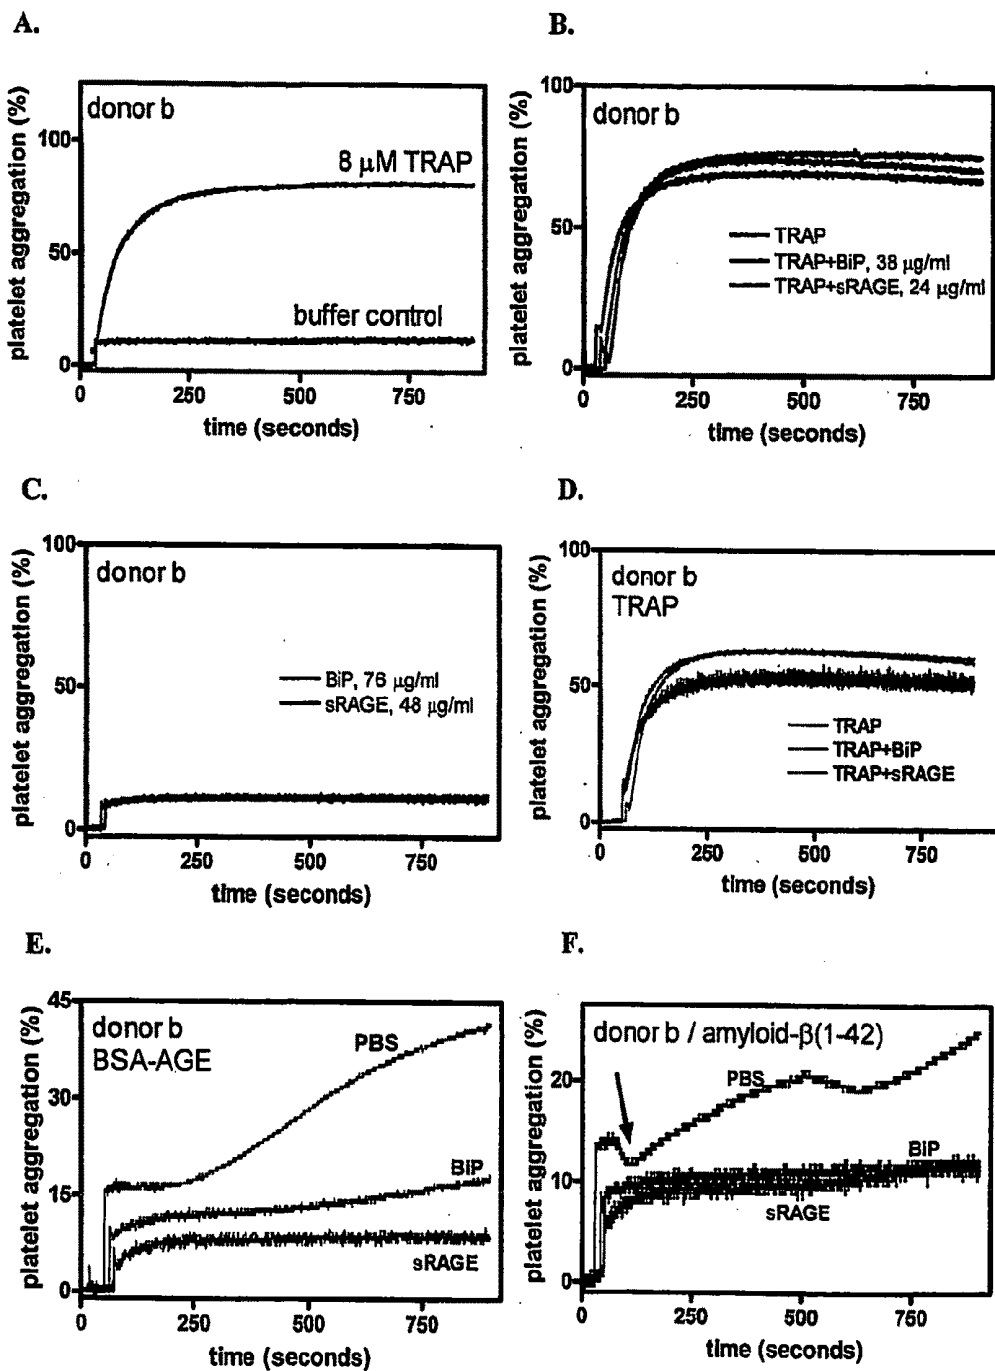 A.
platelet aggregation (%)
100
50
0
donor b
8 μM TRAP
buffer control
0 250 500 750
time (seconds)
B.
platelet aggregation (%)
100
50
0
donor b
TRAP
TRAP+BiP, 38 μg/ml
TRAP+sRAGE, 24 μg/ml
0 250 500 750
time (seconds)
C.
platelet aggregation (%)
100
50
0
donor b
BiP, 76 μg/ml
sRAGE, 48 μg/ml
0 250 500 750
time (seconds)
D.
platelet aggregation (%)
100
50
0
donor b
TRAP
TRAP
TRAP+BiP
TRAP+sRAGE
0 250 500 750
time (seconds)
E.
platelet aggregation (%)
45
30
15
0
donor b
BSA-AGE
PBS
BiP
sRAGE
0 250 500 750
time (seconds)
F.
platelet aggregation (%)
20
10
0
donor b / amyloid-β(1-42)
PBS
BiP
sRAGE
0 250 500 750
time (seconds)